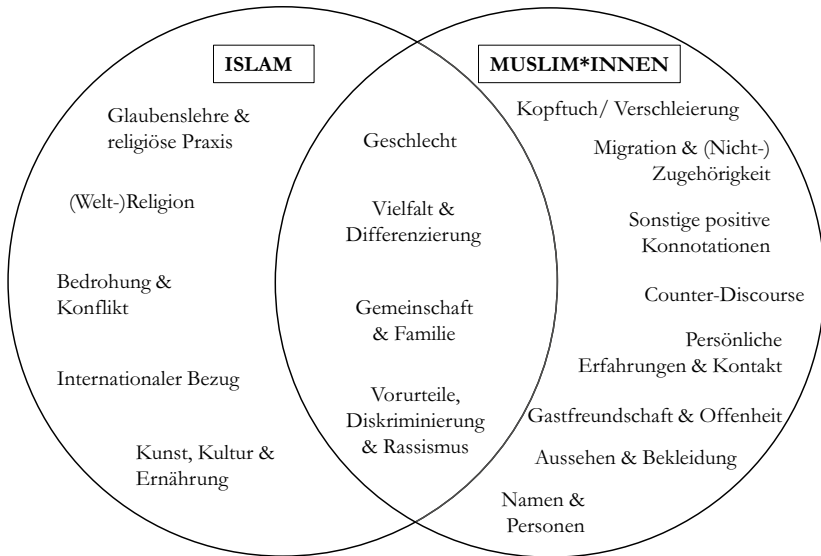 ISLAM
Glaubenslehre &
religiöse Praxis
(Welt-)Religion
Bedrohung &
Konflikt
Internaler Bezug
Kunst, Kultur &
Ernährung
Geschlecht
Vielfalt &
Differenzierung
Gemeinschaft
& Familie
Vorurteile,
Diskriminierung
& Rassismus
MUSLIM*INNEN
Kopftuch/ Verschleierung
Migration & (Nicht-)
Zugehörigkeit
Sonstige positive
Konnotationen
Counter-Discourse
Persönliche
Erfahrungen & Kontakt
Gastfreundschaft & Offenheit
Aussehen & Bekleidung
Namen &
Personen